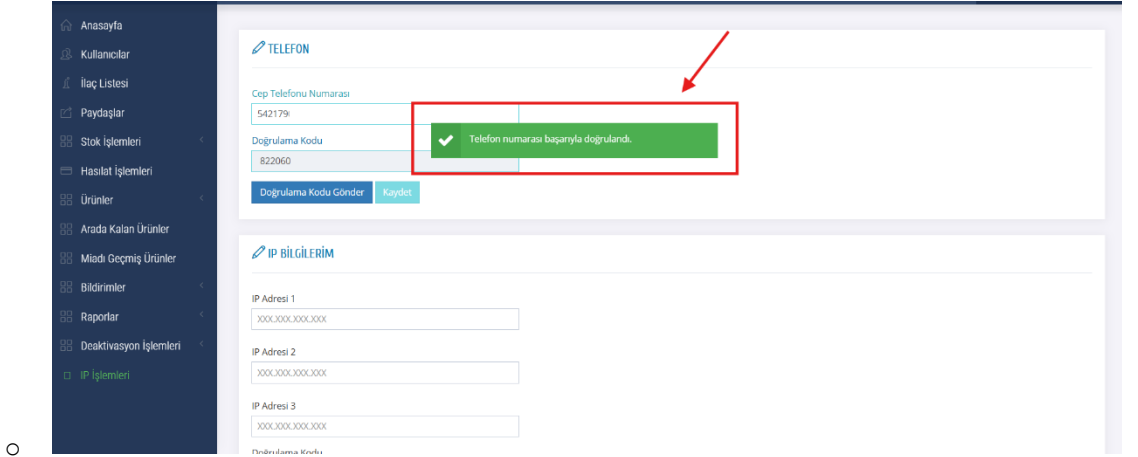 Anasayfa
Kullanıcılar
İlaç Listesi
Paydaşlar
Stok İşlemleri
Hasılat İşlemleri
Ürünler
Arada Kalan Ürünler
Miadı Geçmiş Ürünler
Bildirimler
Raporlar
Deaktivasyon İşlemleri
IP İşlemleri
TELEFON
Cep Telefonu Numarası
542179
Telefon numarası başarıyla doğrulandı.
Doğrulama Kodu
822060
Doğrulama Kodu Gönder Kaydet
IP BİLGİLERİM
IP Adresi 1
XXX.XXX.XXX.XXX
IP Adresi 2
XXX.XXX.XXX.XXX
IP Adresi 3
XXX.XXX.XXX.XXX
Doğrulama Kodu